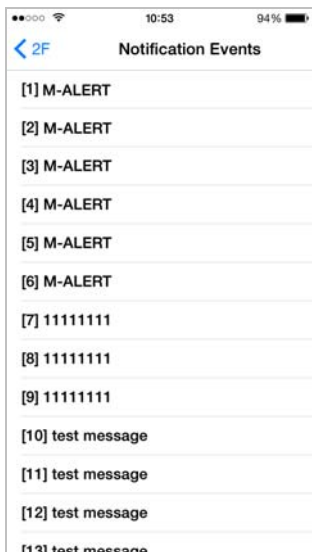 10:53 94%
2F Notification Events
[1] M-ALERT
[2] M-ALERT
[3] M-ALERT
[4] M-ALERT
[5] M-ALERT
[6] M-ALERT
[7] 11111111
[8] 11111111
[9] 11111111
[10] test message
[11] test message
[12] test message
[13] test message